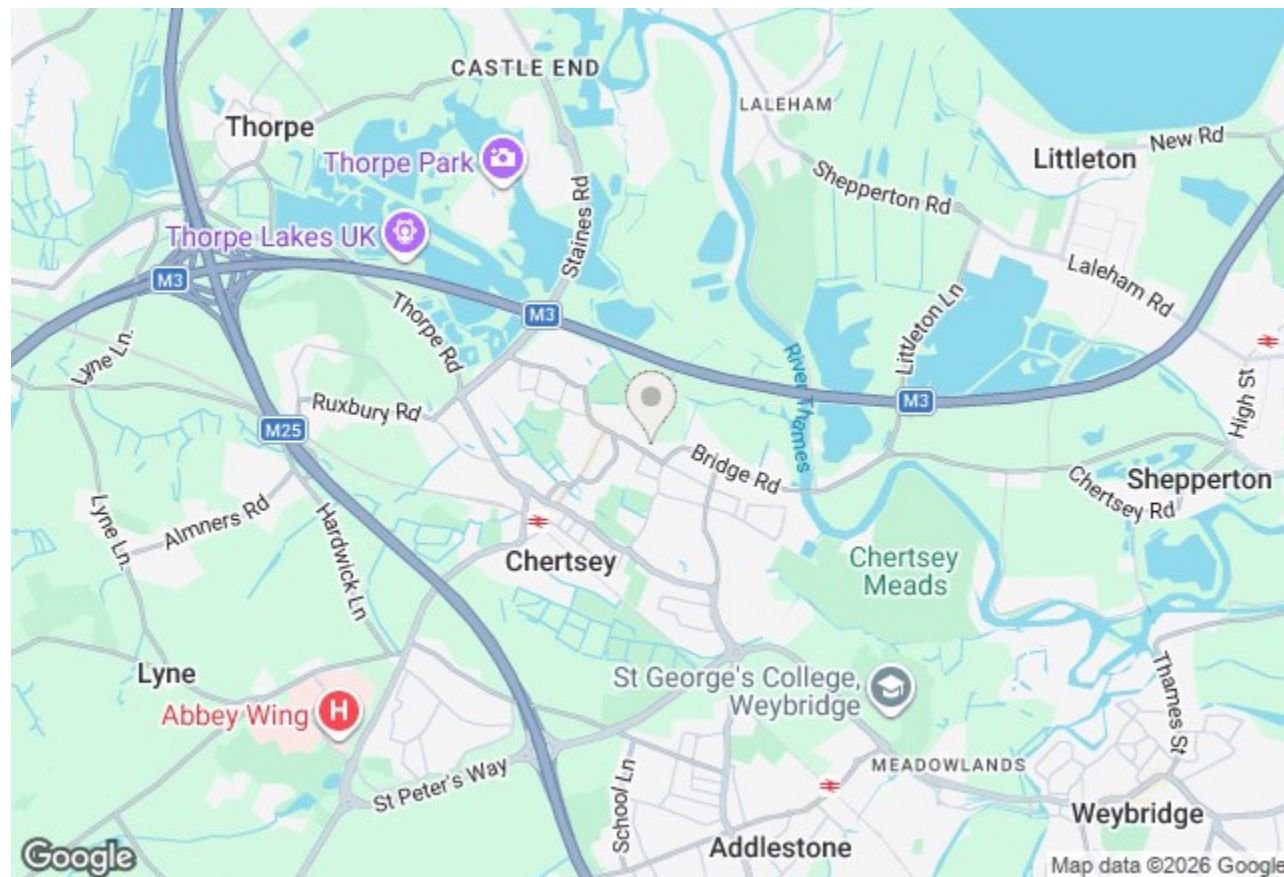 CASTLE END
LALEHAM
Thorpe
New Rd
Littleton
Thorpe Park
Shepperton Rd
Staines Rd
Thorpe Lakes UK
M3
Laleham Rd
Thorpe Rd
M3
Littleton Ln
Lyne Ln.
River Thames
Ruxbury Rd
M3
High St
M25
Bridge Rd
Shepperton
Chertsey Rd
Lyne Ln.
Almners Rd
Hardwick Ln
Chertsey
Chertsey
Meads
Lyne
St George's College,
Weybridge
Thames St
Abbey Wing
H
MEADOWLANDS
St Peter's Way
School Ln
Weybridge
Addlestone
Google
Map data ©2026 Google